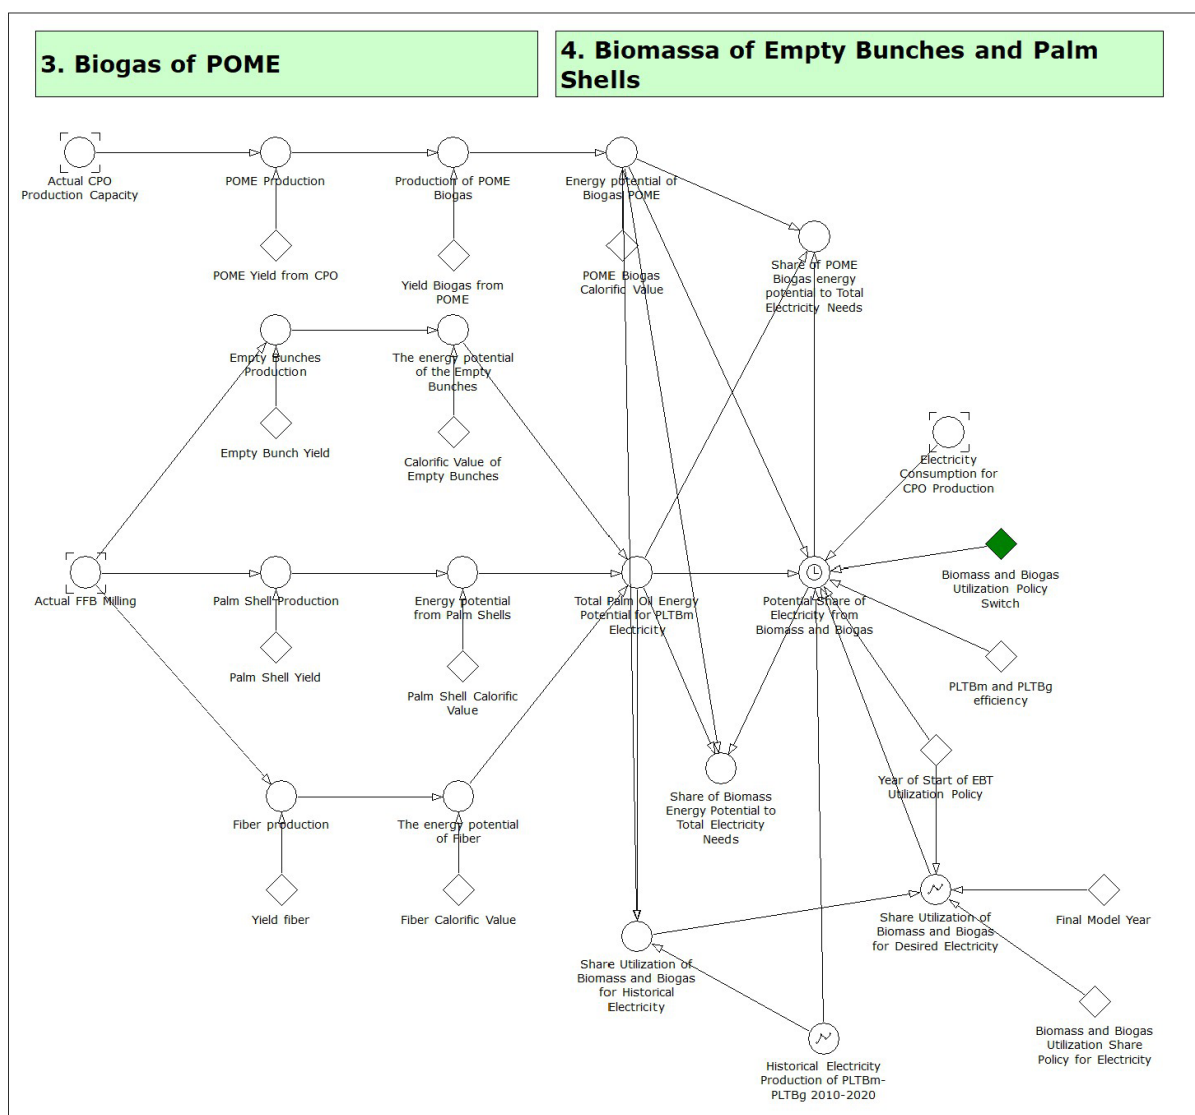 3. Biogas of POME
4. Biomassa of Empty Bunches and Palm
Shells
Actual CPO
Production Capacity
POME Production
Production of POME
Biogas
Energy potential of
Biogas POME
POME Yield from CPO
Yield Biogas from
POME
POME Biogas
Calorific Value
Share of POME
Biogas energy
potential to Total
Electricity Needs
Empty Bunches
Production
The energy potential
of the Empty
Bunches
Empty Bunch Yield
Calorific Value of
Empty Bunches
Electricity
Consumption for
CPO Production
Actual FFB Milling
Palm Shell Production
Energy potential
from Palm Shells
Total Palm Oil Energy
Potential for PLTBm
Electricity
Potential Share of
Electricity from
Biomass and Biogas
Biomass and Biogas
Utilization Policy
Switch
Palm Shell Yield
Palm Shell Calorific
Value
PLTBm and PLTBg
efficiency
Fiber production
The energy potential
of Fiber
Share of Biomass
Energy Potential to
Total Electricity
Needs
Year of Start of EBT
Utilization Policy
Yield fiber
Fiber Calorific Value
Share Utilization of
Biomass and Biogas
for Desired Electricity
Final Model Year
Share Utilization of
Biomass and Biogas
for Historical
Electricity
Historical Electricity
Production of PLTBm-
PLTBg 2010-2020
Biomass and Biogas
Utilization Share
Policy for Electricity